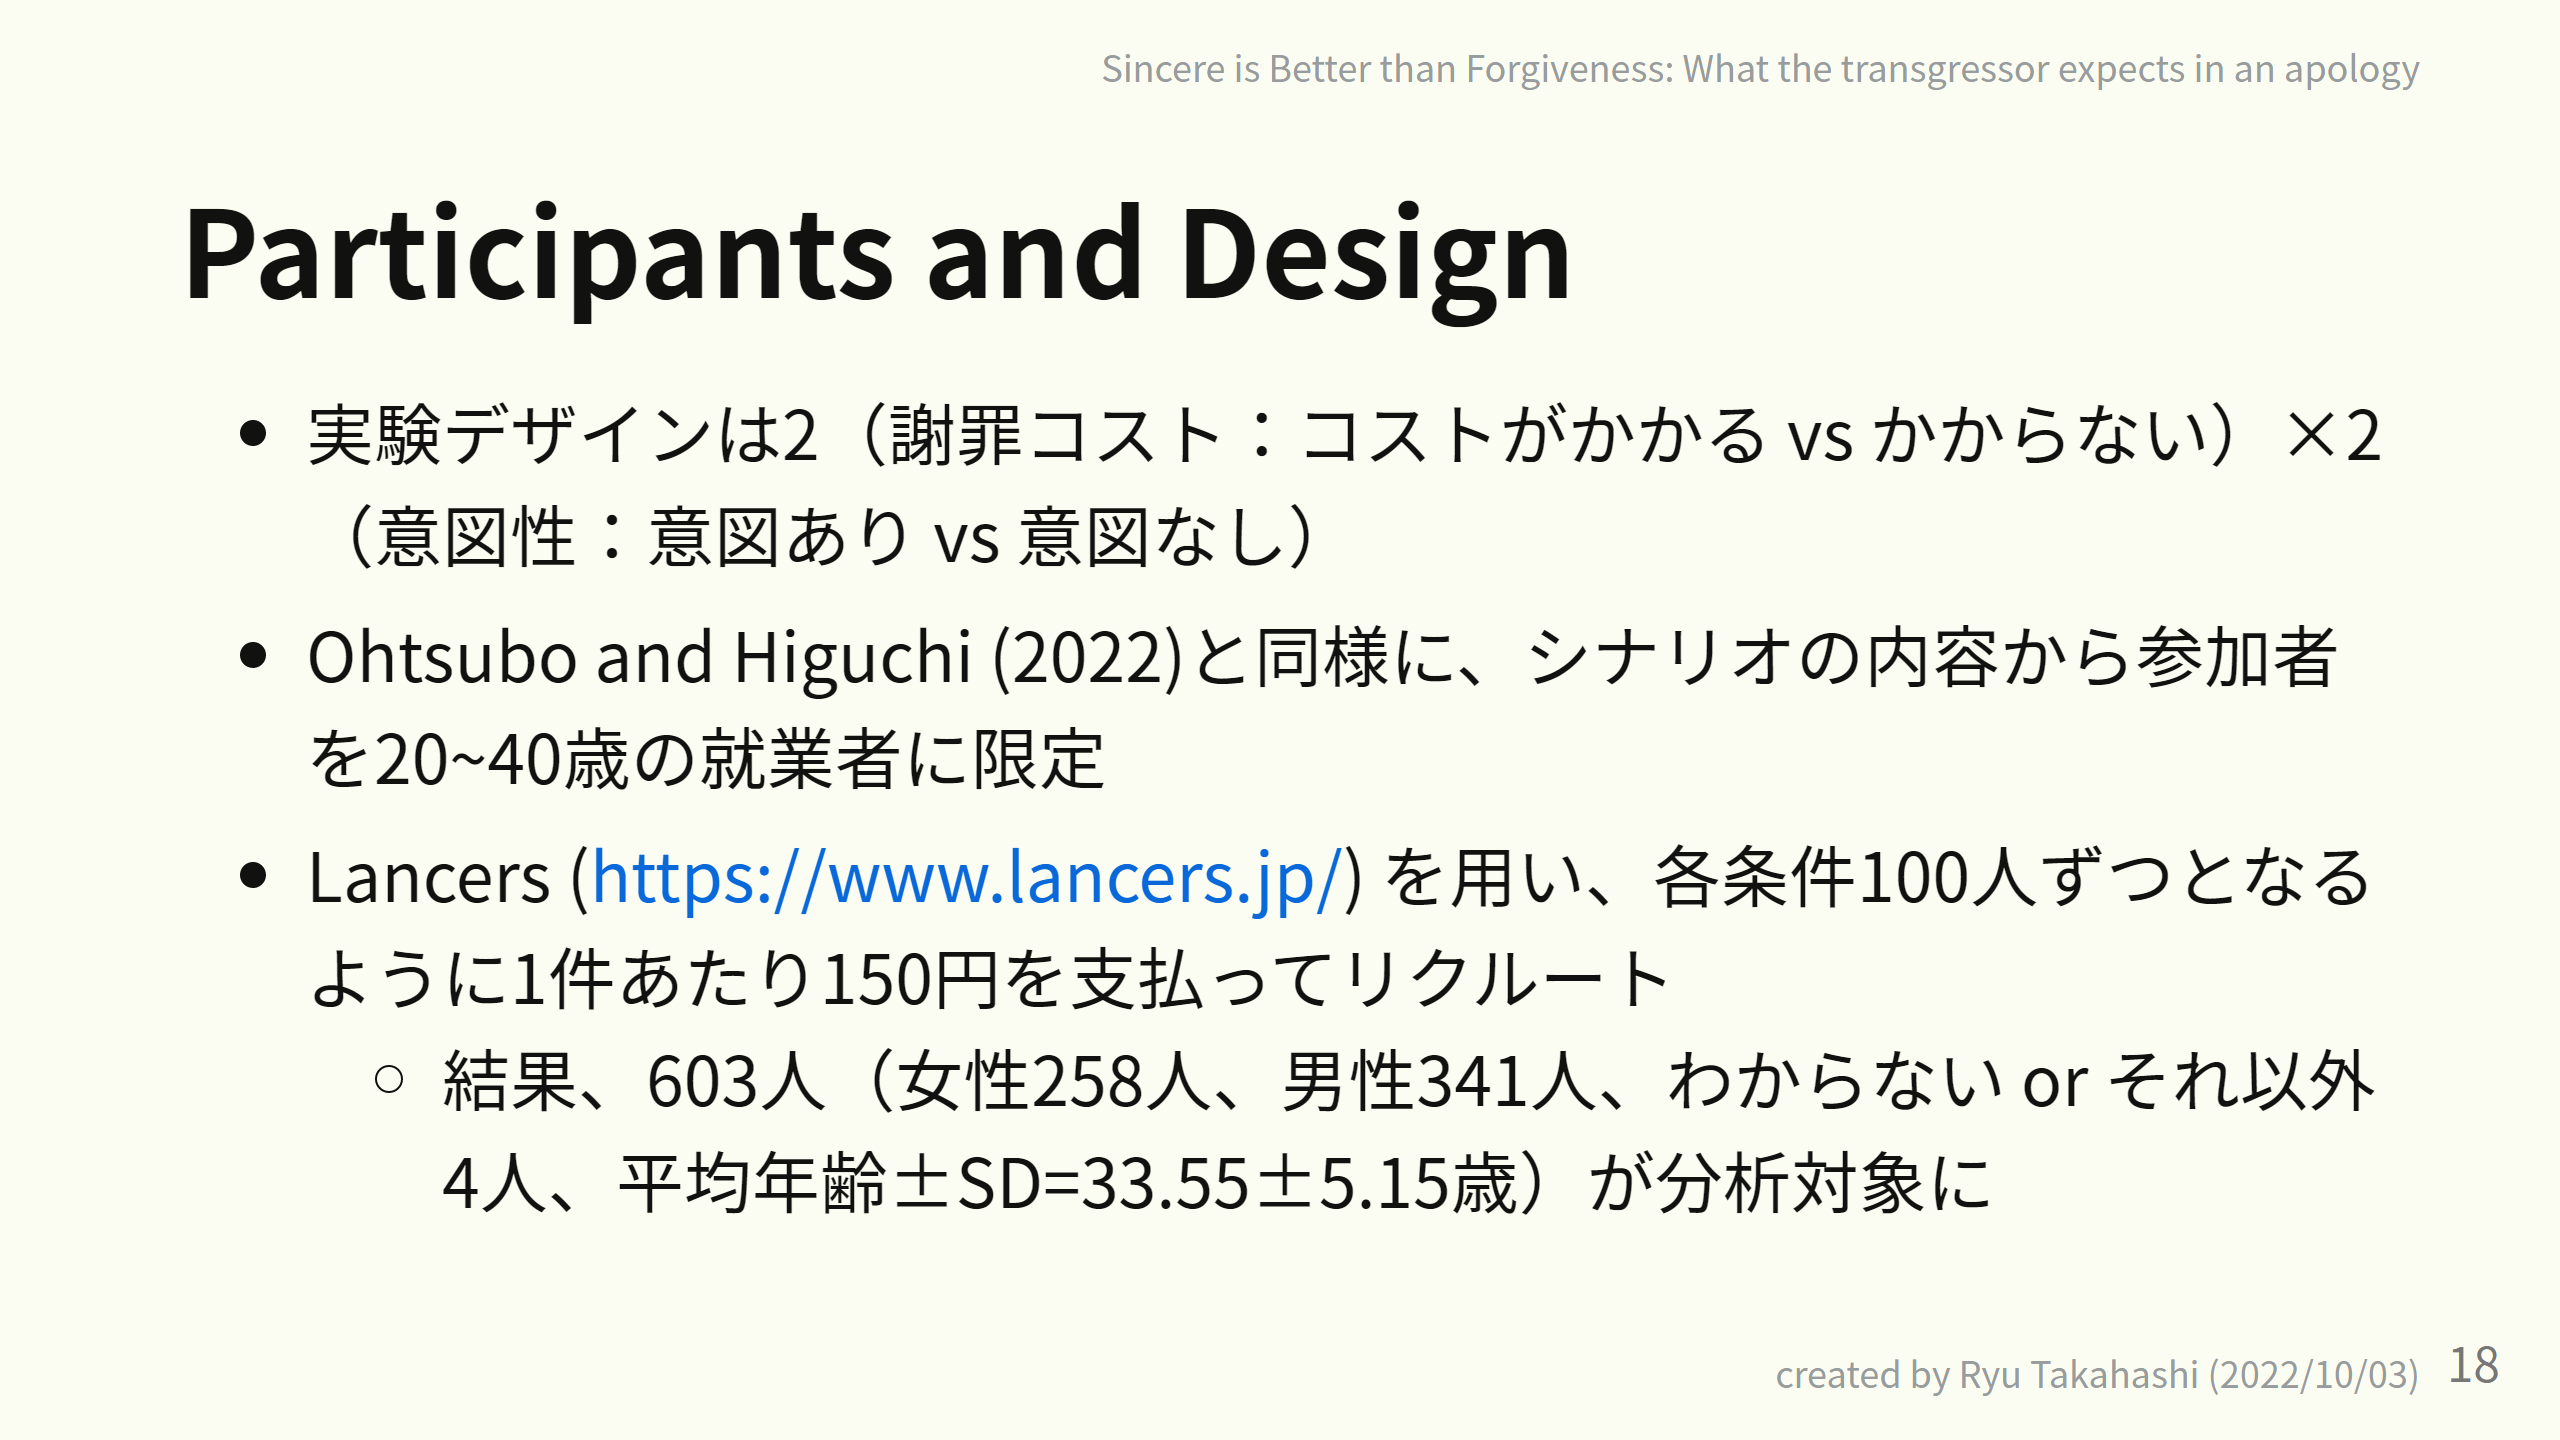 Sincere is Better than Forgiveness: What the transgressor expects in an apology
Participants and Design
• 実験デザインは2（謝罪コスト：コストがかかる vs かからない）×2
（意図性：意図あり vs 意図なし）
• Ohtsubo and Higuchi (2022)と同様に、シナリオの内容から参加者
を20~40歳の就業者に限定
• Lancers (https://www.lancers.jp/) を用い、各条件100人ずつとなる
ように1件あたり150円を支払ってリクルート
○ 結果、603人（女性258人、男性341人、わからない or それ以外
4人、平均年齢±SD=33.55±5.15歳）が分析対象に
created by Ryu Takahashi (2022/10/03) 18